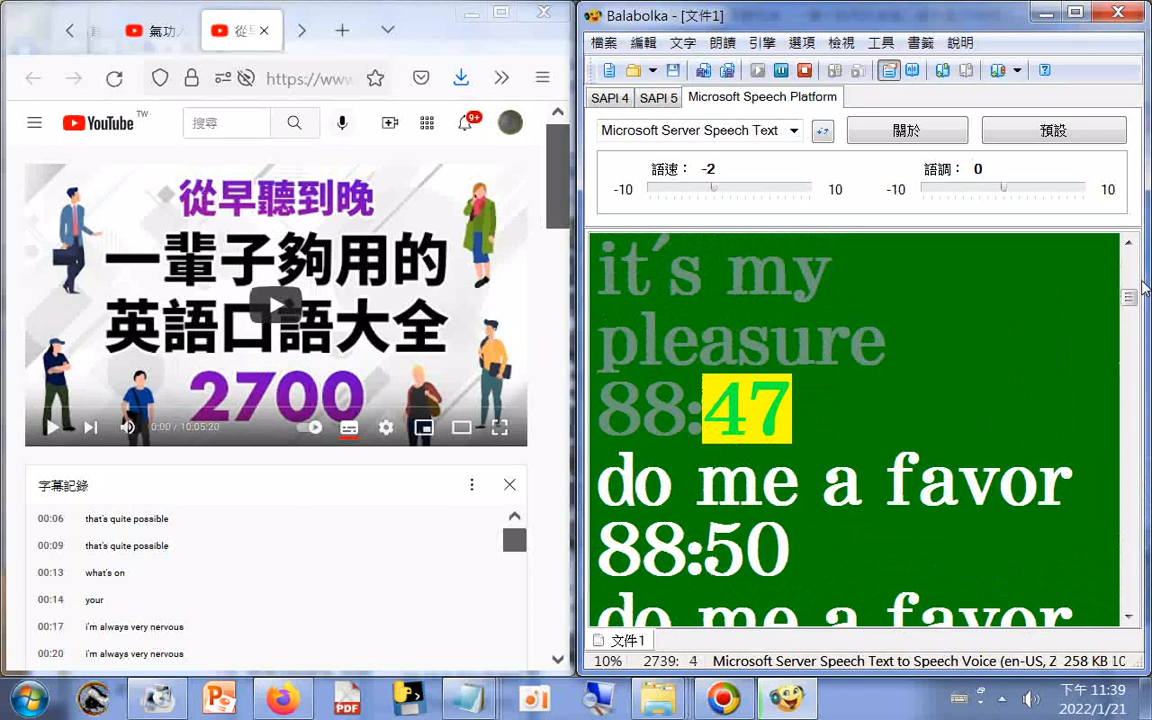 氣功人
從
https://www
YouTube TW
搜尋
9+
從早聽到晚
一輩子夠用的
英語口語大全
2700
0:00 / 10:05:20
字幕記錄
00:06 that's quite possible
00:09 that's quite possible
00:13 what's on
00:14 your
00:17 i'm always very nervous
00:20 i'm always very nervous
Balabolka - [文件1]
檔案 編輯 文字 朗讀 引擎 選項 檢視 工具 書籤 說明
SAPI 4 SAPI 5 Microsoft Speech Platform
Microsoft Server Speech Text 關於 預設
語速： -2 語調： 0
-10 10 -10 10
it's my
pleasure
88:47
do me a favor
88:50
do me a favor
文件1
10% 2739: 4 Microsoft Server Speech Text to Speech Voice (en-US, Z 258 KB 10
PDF
下午 11:39
2022/1/21